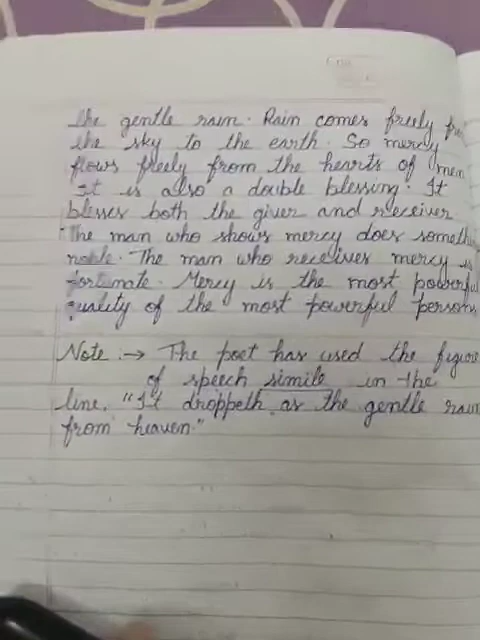 the gentle rain. Rain comes freely
the sky to the earth. So mercy
flows freely from the hearts of men
It is also a double blessing. It
blesses both the giver and receiver
The man who shows mercy does someth
noble. The man who receives mercy is
fortunate. Mercy is the most powerful
quality of the most powerful persons
Note :→ The poet has used the figure
of speech simile in the
line. "It droppeth as the gentle rain
from heaven."